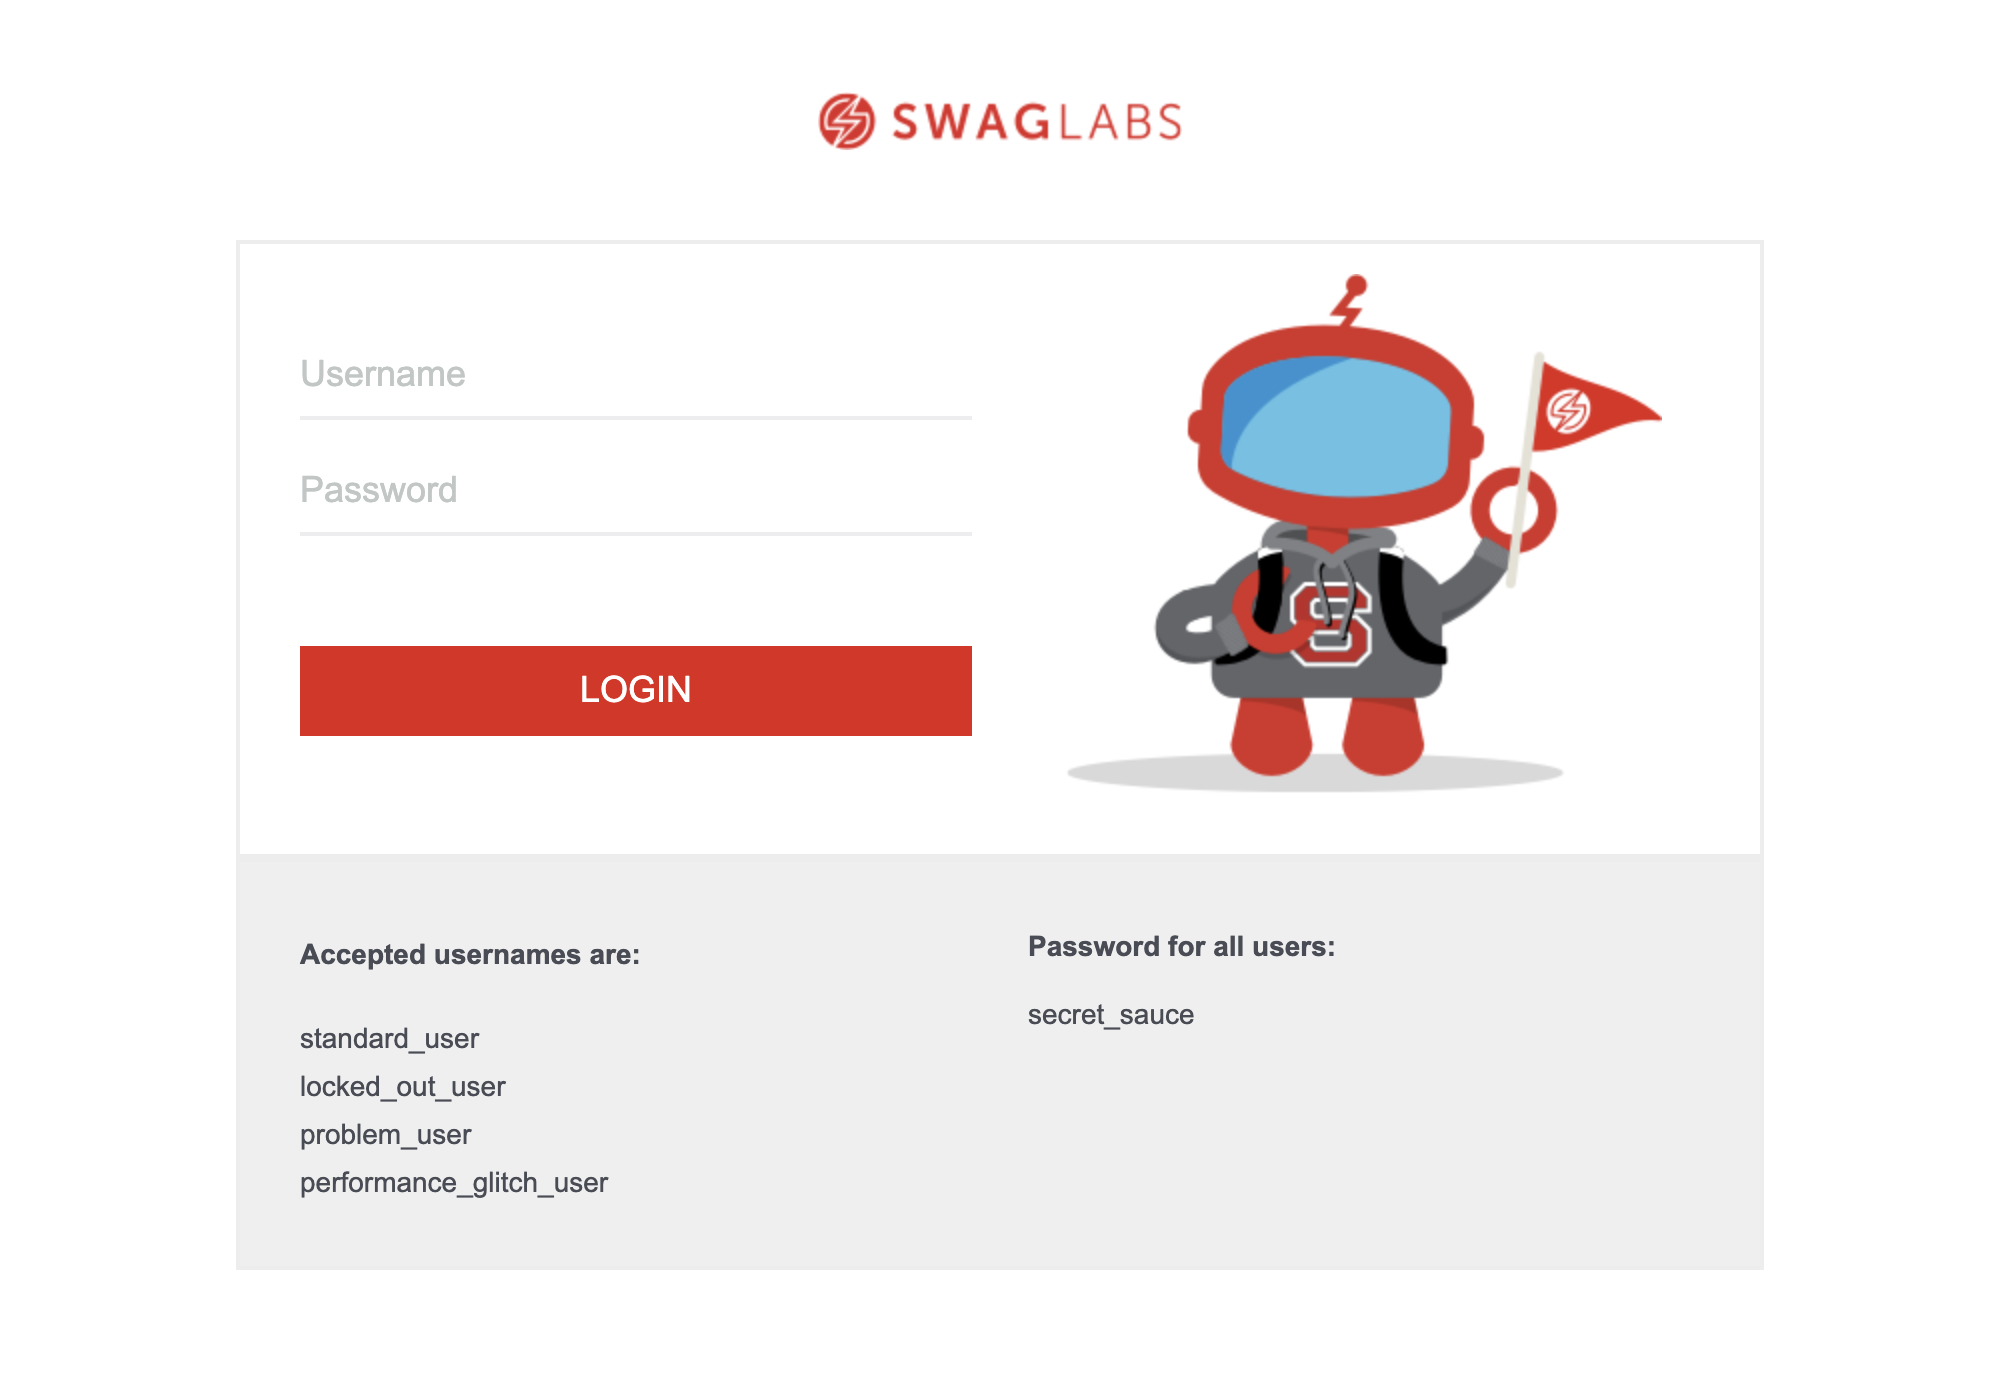 SWAGLABS
Username
Password
LOGIN
S
Accepted usernames are:
standard_user
locked_out_user
problem_user
performance_glitch_user
Password for all users:
secret_sauce